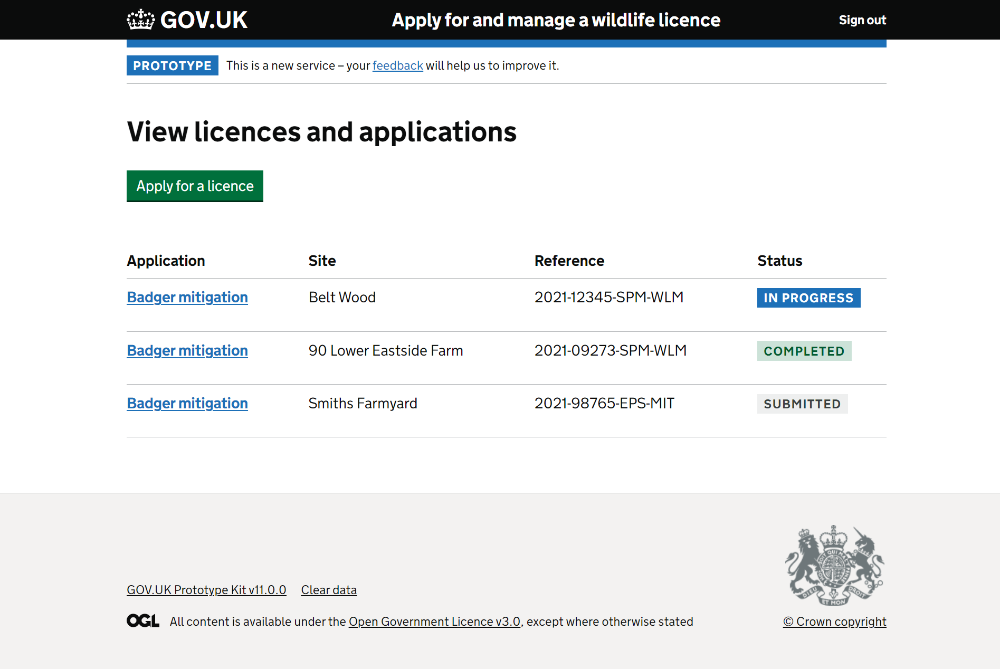 GOV.UK Apply for and manage a wildlife licence Sign out
PROTOTYPE This is a new service – your feedback will help us to improve it.
View licences and applications
Apply for a licence
Application Site Reference Status
Badger mitigation Belt Wood 2021-12345-SPM-WLM IN PROGRESS
Badger mitigation 90 Lower Eastside Farm 2021-09273-SPM-WLM COMPLETED
Badger mitigation Smiths Farmyard 2021-98765-EPS-MIT SUBMITTED
GOV.UK Prototype Kit v11.0.0 Clear data
DIEU ET MON DROIT
OGL All content is available under the Open Government Licence v3.0, except where otherwise stated © Crown copyright